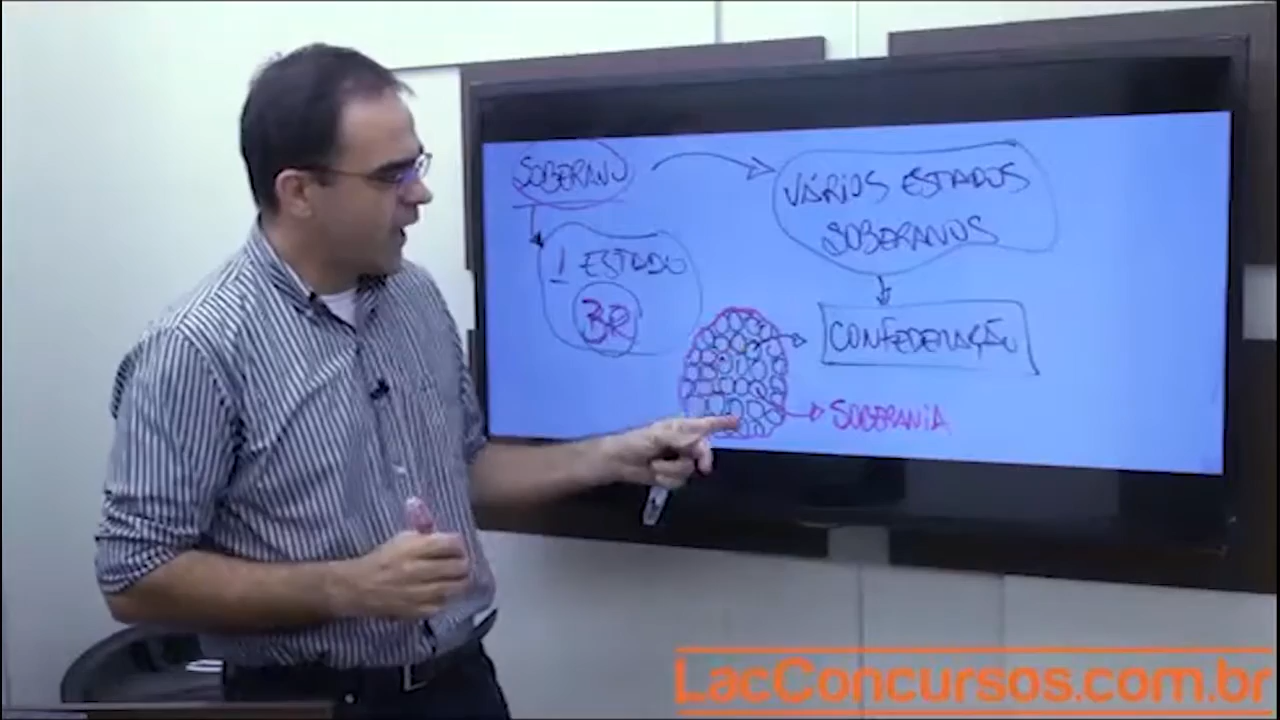 SOBERANO
VÁRIOS ESTADOS
SOBERANOS
1 ESTADO
BR
CONFEDERAÇÃO
SOBERANIA
LacConcursos.com.br